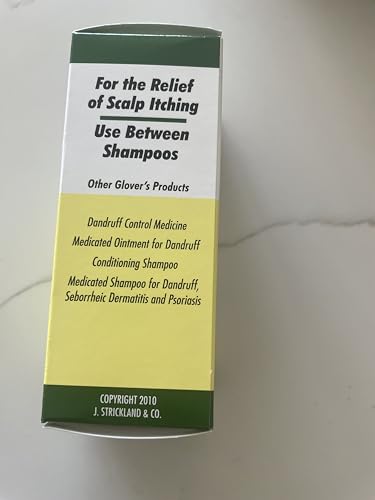 For the Relief
of Scalp Itching
Use Between
Shampoos
Other Glover's Products
Dandruff Control Medicine
Medicated Ointment for Dandruff
Conditioning Shampoo
Medicated Shampoo for Dandruff,
Seborrheic Dermatitis and Psoriasis
COPYRIGHT 2010
J. STRICKLAND & CO.